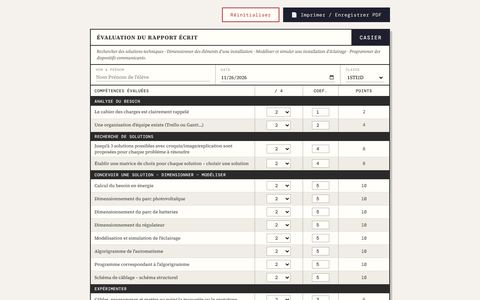 Réinitialiser
Imprimer / Enregistrer PDF
ÉVALUATION DU RAPPORT ÉCRIT
CASIER
Rechercher des solutions techniques · Dimensionner des éléments d'une installation · Modéliser et simuler une installation d'éclairage · Programmer des
dispositifs communicants.
NOM & PRÉNOM
DATE
CLASSE
Nom Prénom de l'élève
11/26/2026
1STI2D
COMPÉTENCES ÉVALUÉES
/ 4
COEF.
POINTS
ANALYSE DU BESOIN
Le cahier des charges est clairement rappelé
2
1
2
Une organisation d'équipe existe (Trello ou Gantt…)
2
2
4
RECHERCHE DE SOLUTIONS
Jusqu'à 3 solutions possibles avec croquis/image/explication sont
proposées pour chaque problème à résoudre
2
4
8
Établir une matrice de choix pour chaque solution – choisir une solution
2
4
8
CONCEVOIR UNE SOLUTION – DIMENSIONNER – MODÉLISER
Calcul du besoin en énergie
2
5
10
Dimensionnement du parc photovoltaïque
2
5
10
Dimensionnement du parc de batteries
2
5
10
Dimensionnement du régulateur
2
5
10
Modélisation et simulation de l'éclairage
2
5
10
Algorigramme de l'automatisme
2
5
10
Programme correspondant à l'algorigramme
2
5
10
Schéma de câblage – schéma structurel
2
5
10
EXPÉRIMENTER